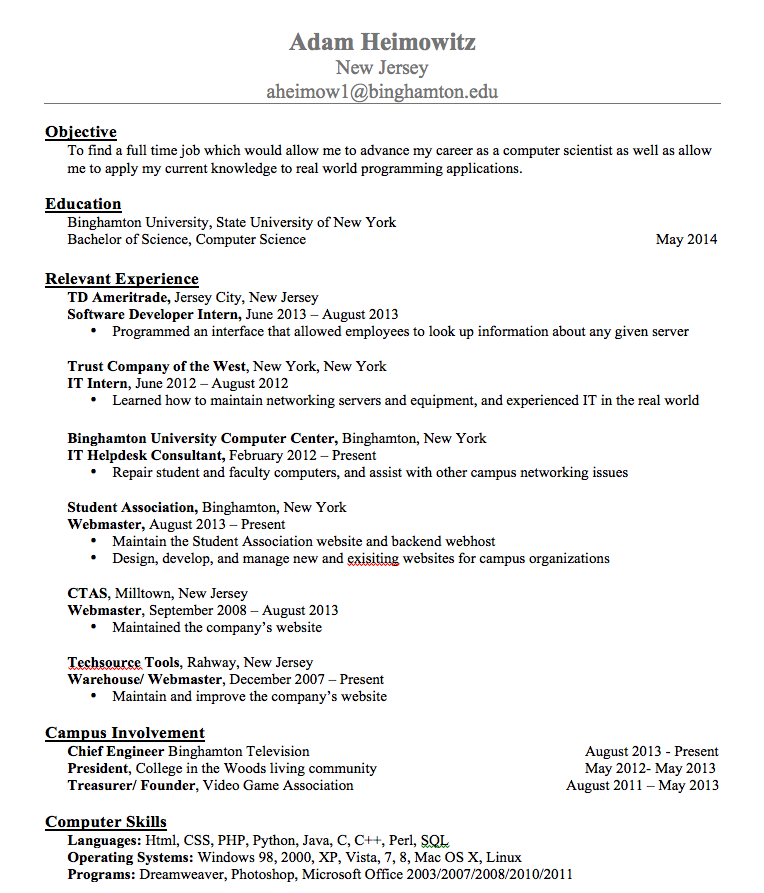 Adam Heimowitz
New Jersey
aheimow1@binghamton.edu
Objective
To find a full time job which would allow me to advance my career as a computer scientist as well as allow
me to apply my current knowledge to real world programming applications.
Education
Binghamton University, State University of New York
Bachelor of Science, Computer Science May 2014
Relevant Experience
TD Ameritrade, Jersey City, New Jersey
Software Developer Intern, June 2013 – August 2013
• Programmed an interface that allowed employees to look up information about any given server
Trust Company of the West, New York, New York
IT Intern, June 2012 – August 2012
• Learned how to maintain networking servers and equipment, and experienced IT in the real world
Binghamton University Computer Center, Binghamton, New York
IT Helpdesk Consultant, February 2012 – Present
• Repair student and faculty computers, and assist with other campus networking issues
Student Association, Binghamton, New York
Webmaster, August 2013 – Present
• Maintain the Student Association website and backend webhost
• Design, develop, and manage new and exisiting websites for campus organizations
CTAS, Milltown, New Jersey
Webmaster, September 2008 – August 2013
• Maintained the company’s website
Techsource Tools, Rahway, New Jersey
Warehouse/ Webmaster, December 2007 – Present
• Maintain and improve the company’s website
Campus Involvement
Chief Engineer Binghamton Television August 2013 - Present
President, College in the Woods living community May 2012- May 2013
Treasurer/ Founder, Video Game Association August 2011 – May 2013
Computer Skills
Languages: Html, CSS, PHP, Python, Java, C, C++, Perl, SQL
Operating Systems: Windows 98, 2000, XP, Vista, 7, 8, Mac OS X, Linux
Programs: Dreamweaver, Photoshop, Microsoft Office 2003/2007/2008/2010/2011